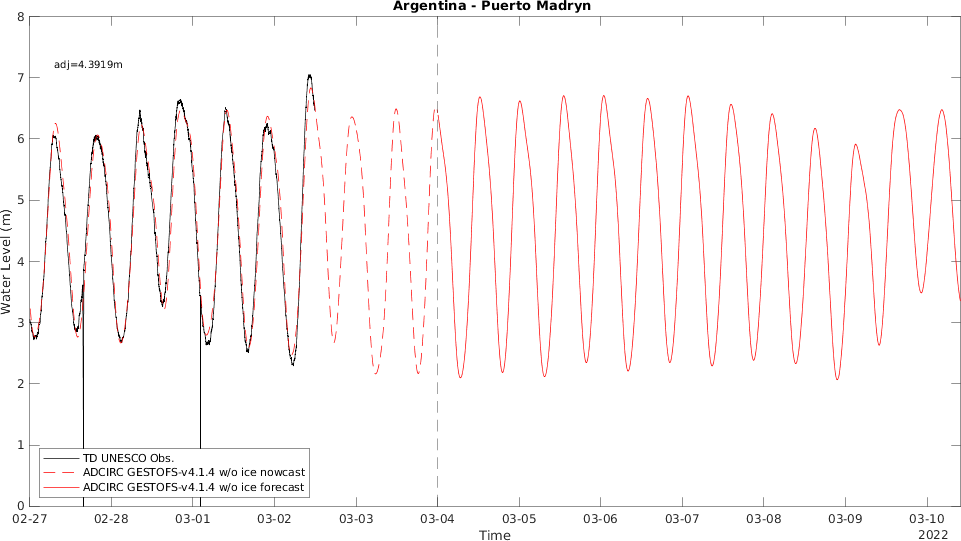 Argentina - Puerto Madryn
8
7
6
5
4
3
2
1
0
Water Level (m)
adj=4.3919m
TD UNESCO Obs.
ADCIRC GESTOFS-v4.1.4 w/o ice nowcast
ADCIRC GESTOFS-v4.1.4 w/o ice forecast
02-27 02-28 03-01 03-02 03-03 03-04 03-05 03-06 03-07 03-08 03-09 03-10
Time
2022